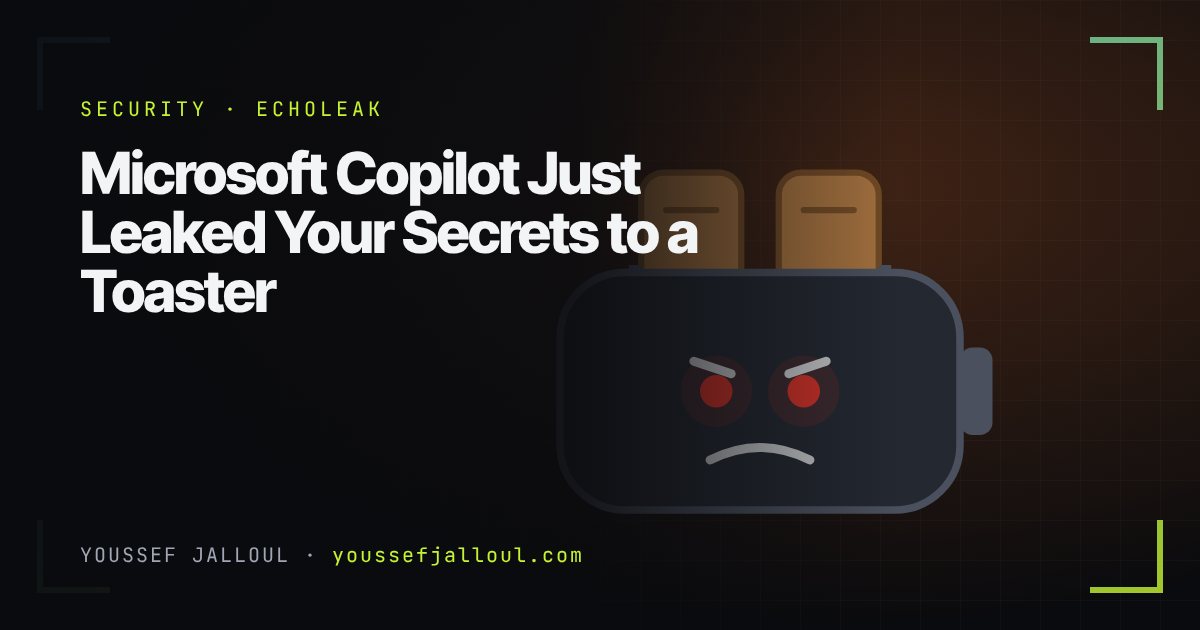 SECURITY · ECHOLEAK
Microsoft Copilot Just
Leaked Your Secrets to a
Toaster
YOUSSEF JALLOUL · youssefjalloul.com